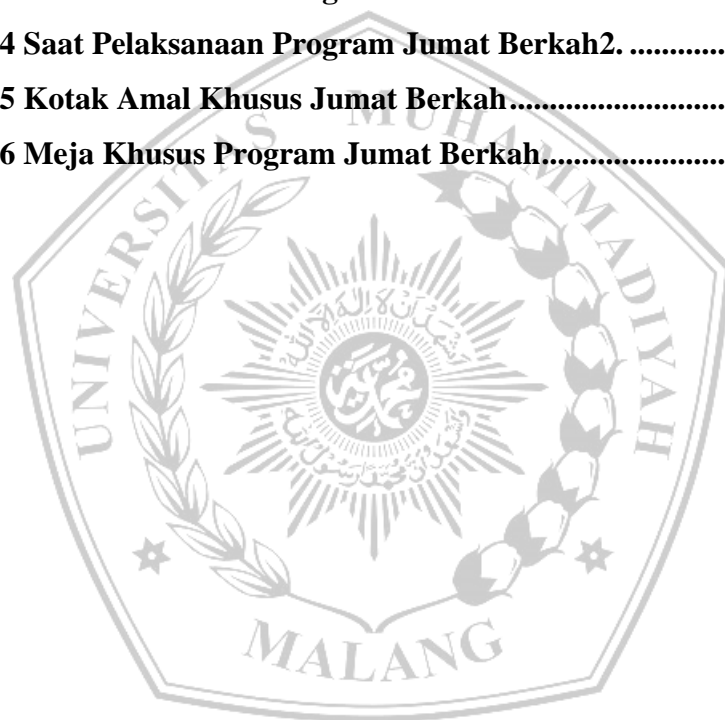 4 Saat Pelaksanaan Program Jumat Berkah2. .............
5 Kotak Amal Khusus Jumat Berkah...........................
6 Meja Khusus Program Jumat Berkah.......................
UNIVERSITAS MUHAMMADIYAH
MALANG